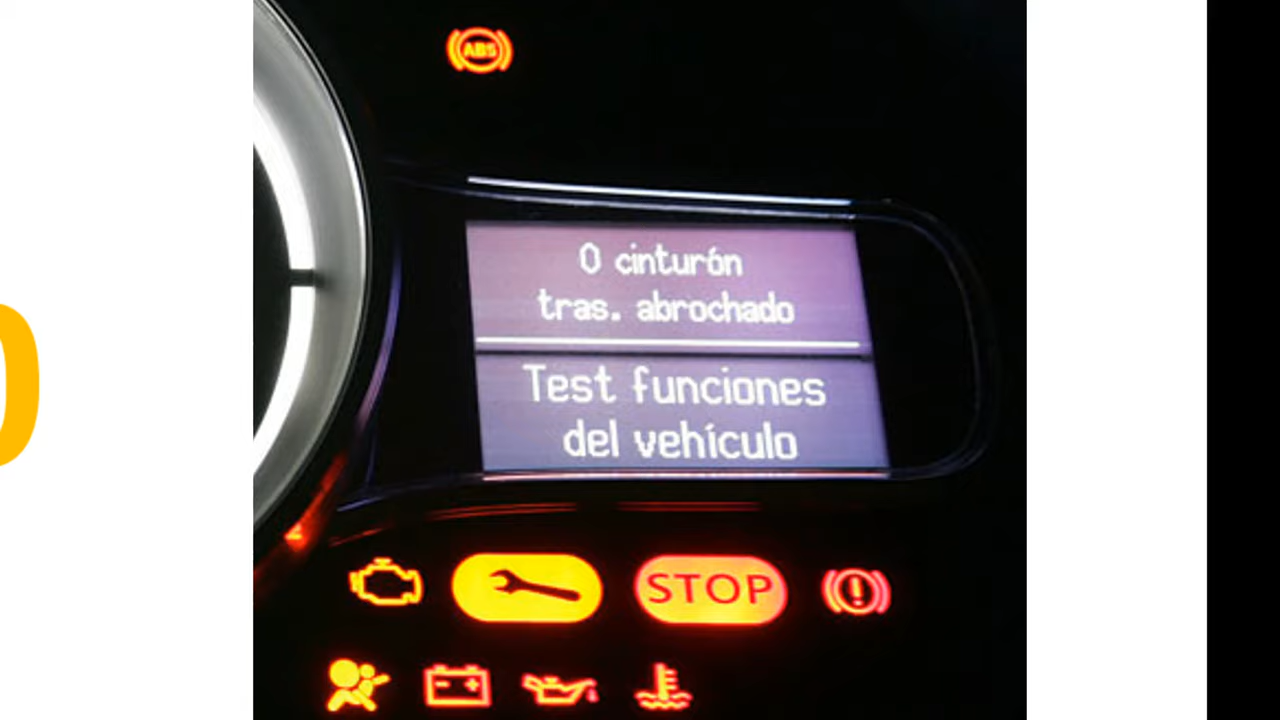 ABS
0 cinturón
tras. abrochado
Test funciones
del vehículo
STOP